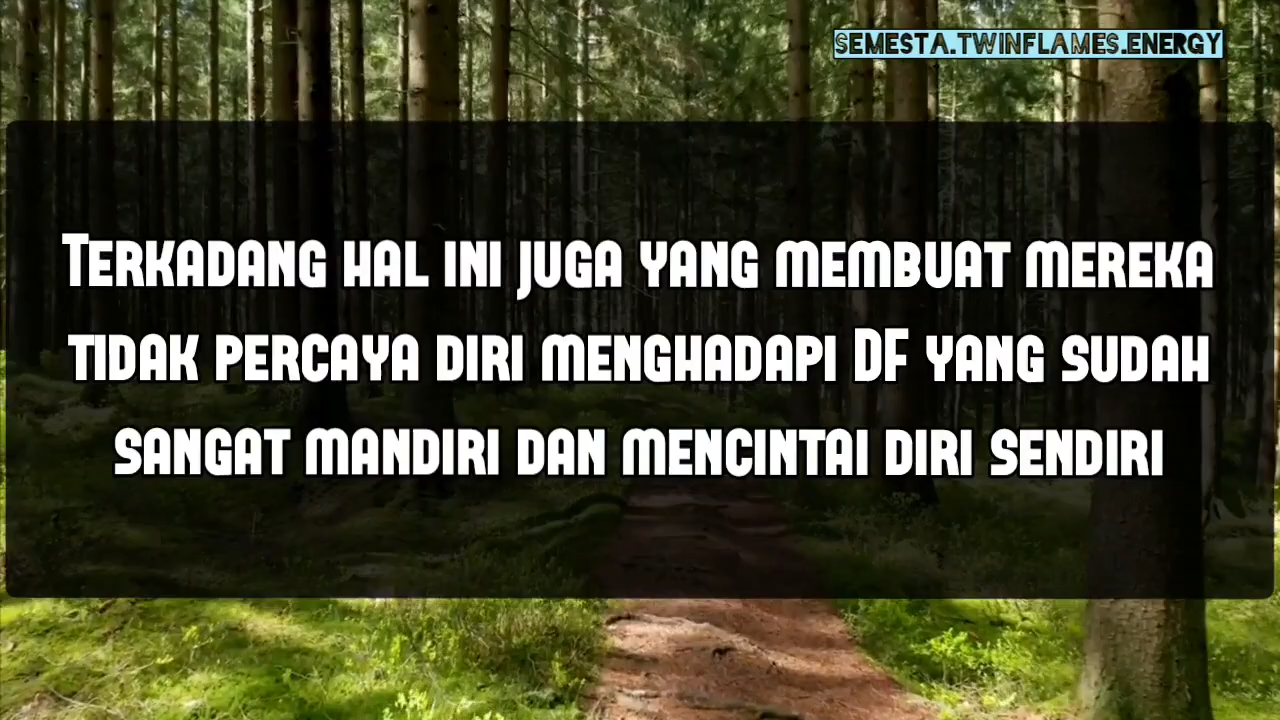 SEMESTA.TWINFLAMES.ENERGY
Terkadang hal ini juga yang membuat mereka
tidak percaya diri menghadapi DF yang sudah
sangat mandiri dan mencintai diri sendiri